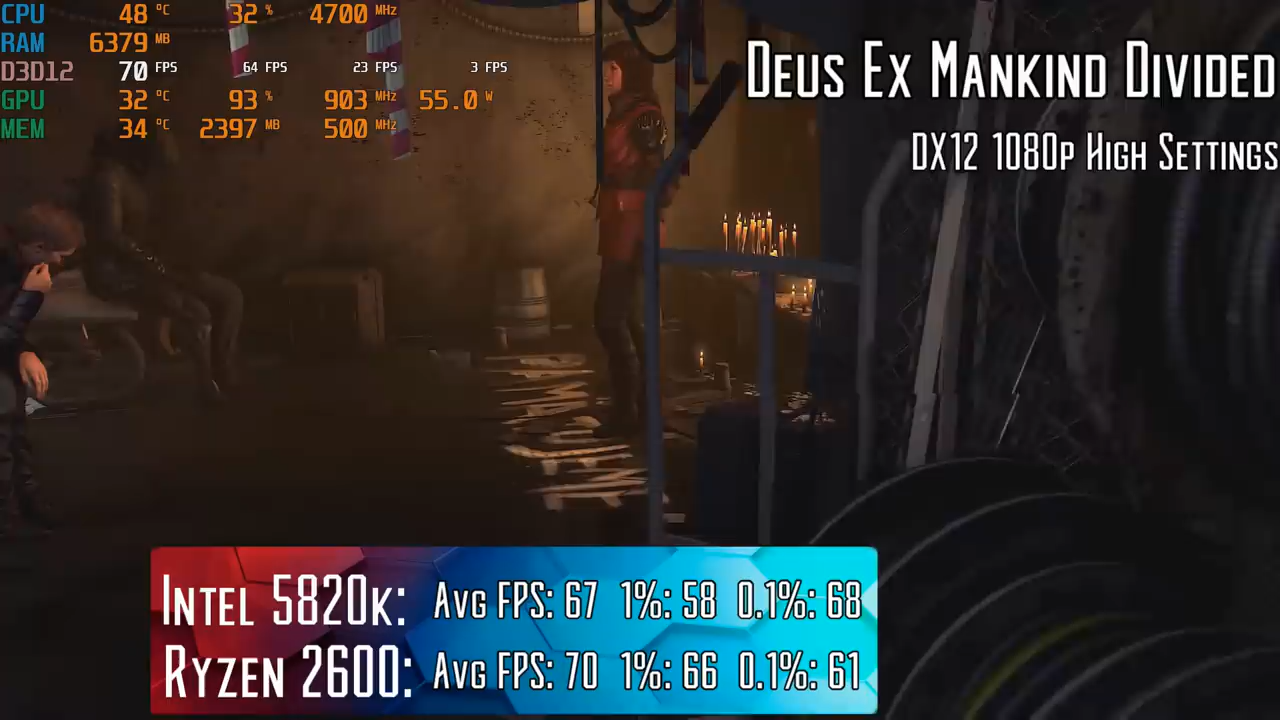 CPU 48 °C 32 % 4700 MHz
RAM 6379 MB
D3D12 70 FPS 64 FPS 23 FPS 3 FPS
GPU 32 °C 93 % 903 MHz 55.0 W
MEM 34 °C 2397 MB 500 MHz
Deus Ex Mankind Divided
DX12 1080p High Settings
Intel 5820k: Avg FPS: 67 1%: 58 0.1%: 68
Ryzen 2600: Avg FPS: 70 1%: 66 0.1%: 61